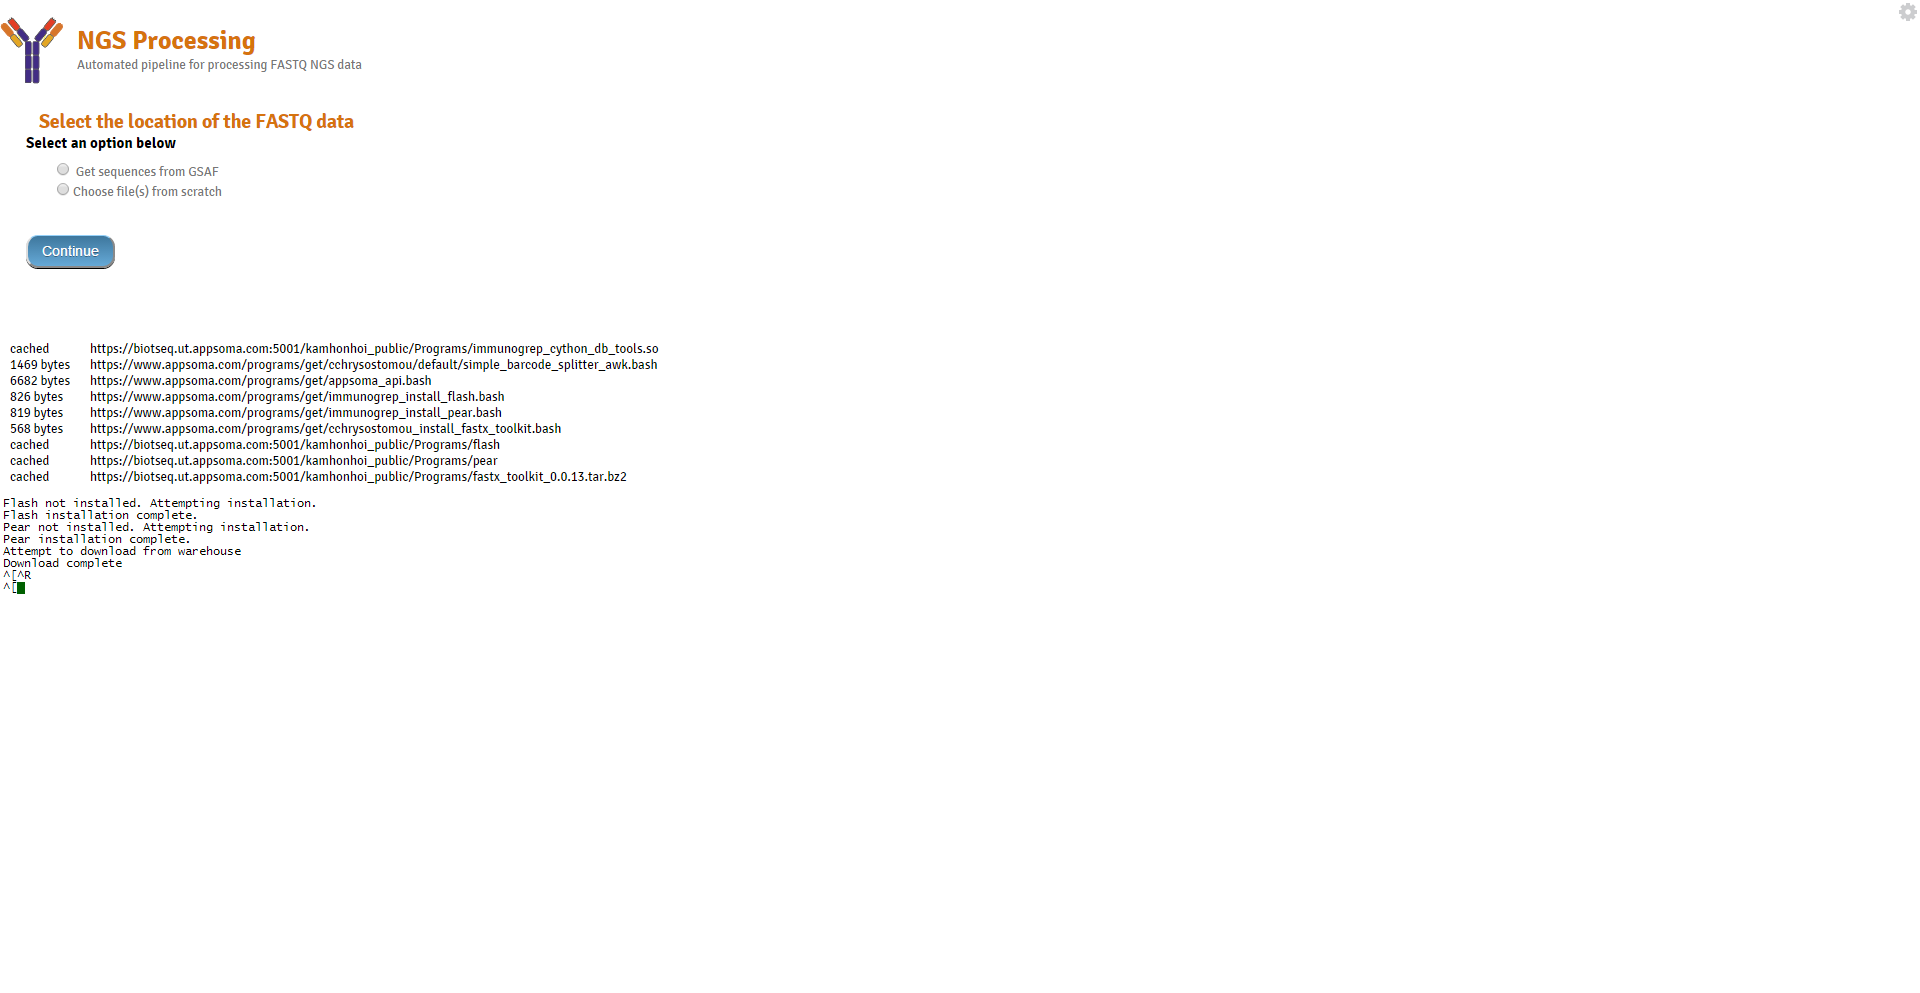 NGS Processing
Automated pipeline for processing FASTQ NGS data
Select the location of the FASTQ data
Select an option below
Get sequences from GSAF
Choose file(s) from scratch
Continue
cached https://biotseq.ut.appsoma.com:5001/kamhonhoi_public/Programs/immunogrep_cython_db_tools.so
1469 bytes https://www.appsoma.com/programs/get/cchrysostomou/default/simple_barcode_splitter_awk.bash
6682 bytes https://www.appsoma.com/programs/get/appsoma_api.bash
826 bytes https://www.appsoma.com/programs/get/immunogrep_install_flash.bash
819 bytes https://www.appsoma.com/programs/get/immunogrep_install_pear.bash
568 bytes https://www.appsoma.com/programs/get/cchrysostomou_install_fastx_toolkit.bash
cached https://biotseq.ut.appsoma.com:5001/kamhonhoi_public/Programs/flash
cached https://biotseq.ut.appsoma.com:5001/kamhonhoi_public/Programs/pear
cached https://biotseq.ut.appsoma.com:5001/kamhonhoi_public/Programs/fastx_toolkit_0.0.13.tar.bz2
Flash not installed. Attempting installation.
Flash installation complete.
Pear not installed. Attempting installation.
Pear installation complete.
Attempt to download from warehouse
Download complete
^[^R
^[